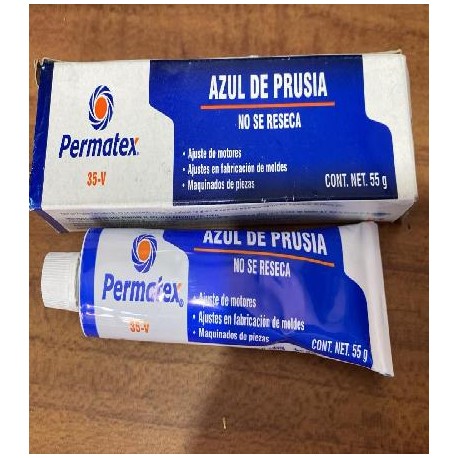 AZUL DE PRUSIA
NO SE RESECA
Permatex®
35-V
• Ajuste de motores
• Ajustes en fabricación de moldes
• Maquinados de piezas
CONT. NET. 55 g
AZUL DE PRUSIA
NO SE RESECA
Permatex®
35-V
• Ajuste de motores
• Ajustes en fabricación de moldes
• Maquinados de piezas
CONT. NET. 55 g